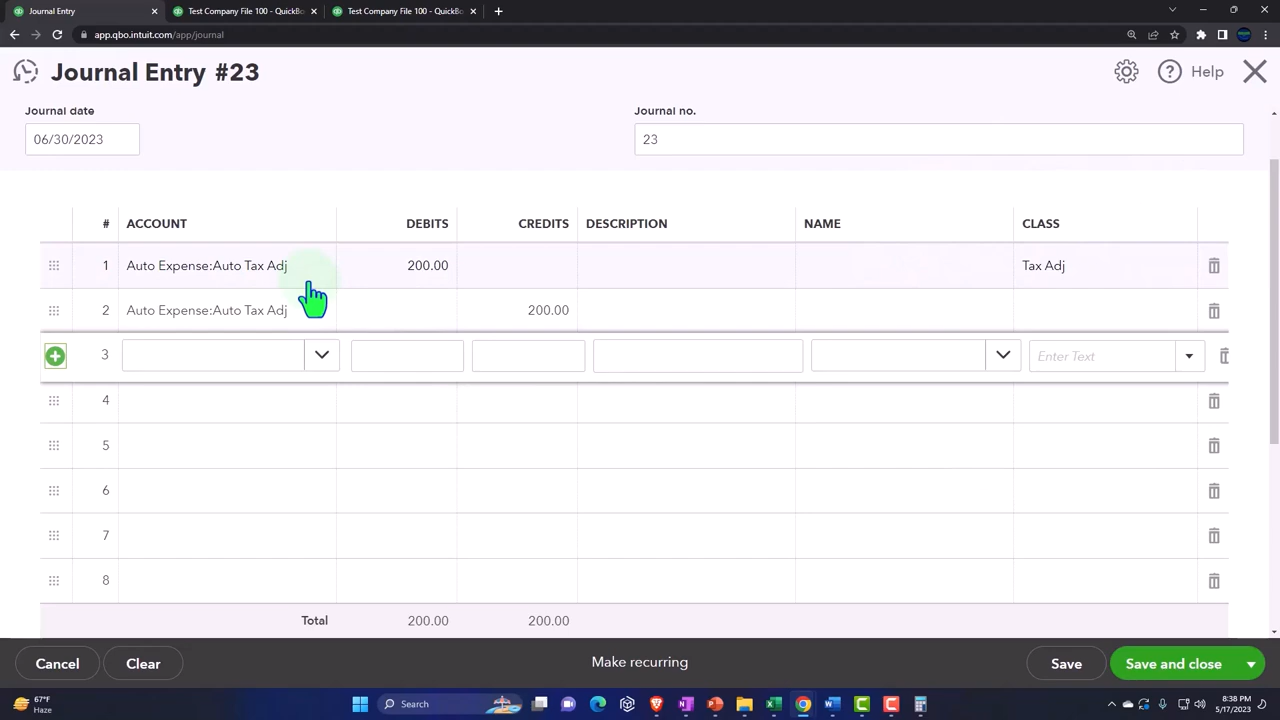 Journal Entry
Test Company File 100 - QuickB
Test Company File 100 - QuickB
app.qbo.intuit.com/app/journal
Journal Entry #23
Help
Journal date
Journal no.
06/30/2023
23
# ACCOUNT DEBITS CREDITS DESCRIPTION NAME CLASS
1 Auto Expense:Auto Tax Adj 200.00 Tax Adj
2 Auto Expense:Auto Tax Adj 200.00
3 Enter Text
4
5
6
7
8
Total 200.00 200.00
Cancel Clear Make recurring Save Save and close
67°F
Haze
Search
8:38 PM
5/17/2023